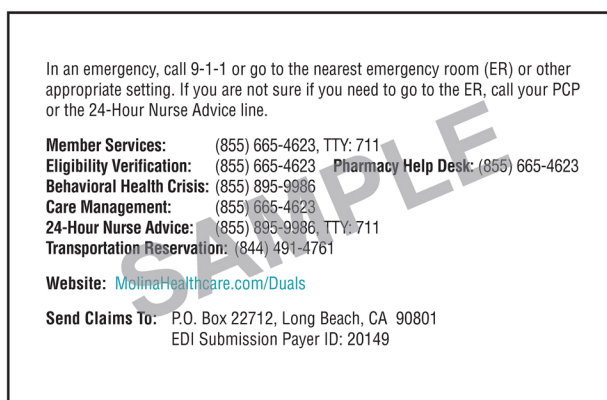 In an emergency, call 9-1-1 or go to the nearest emergency room (ER) or other
appropriate setting. If you are not sure if you need to go to the ER, call your PCP
or the 24-Hour Nurse Advice line.
Member Services: (855) 665-4623, TTY: 711
Eligibility Verification: (855) 665-4623 Pharmacy Help Desk: (855) 665-4623
Behavioral Health Crisis: (855) 895-9986
Care Management: (855) 665-4623
24-Hour Nurse Advice: (855) 895-9986, TTY: 711
Transportation Reservation: (844) 491-4761
Website: MolinaHealthcare.com/Duals
Send Claims To: P.O. Box 22712, Long Beach, CA 90801
EDI Submission Payer ID: 20149
SAMPLE